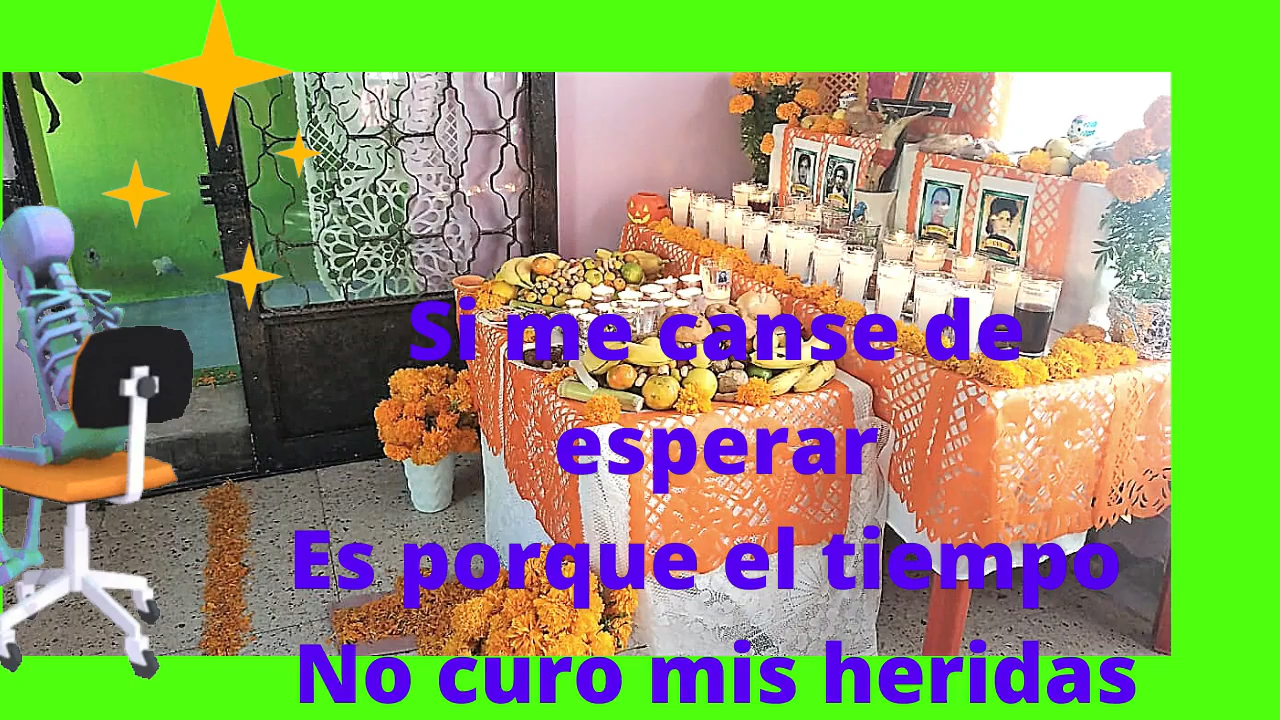 Si me canse de
esperar
Es porque el tiempo
No curo mis heridas